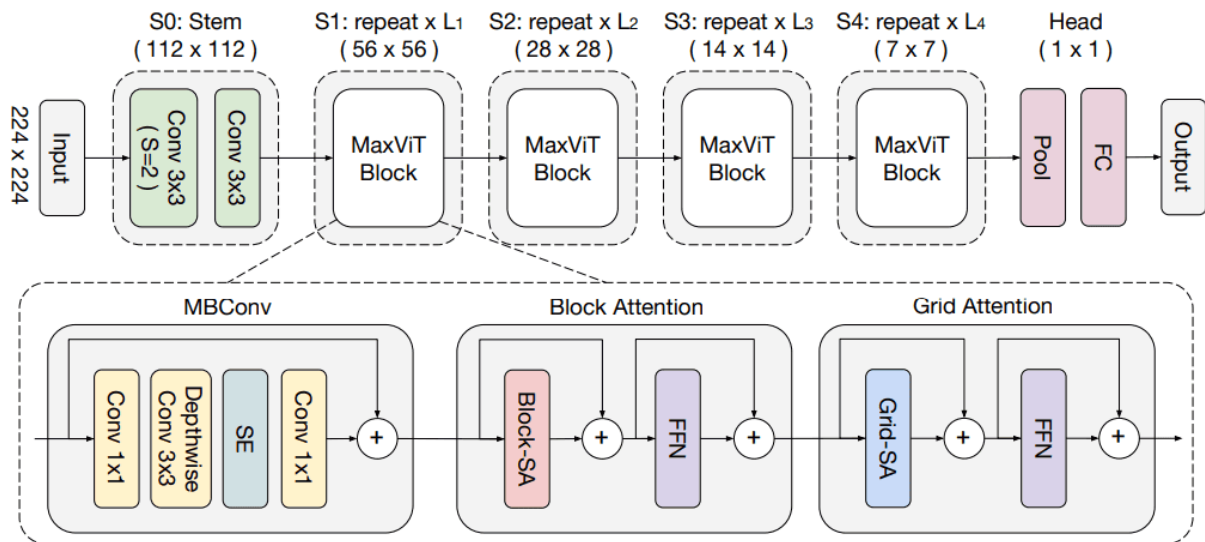 S0: Stem
( 112 x 112 )
S1: repeat x L₁
( 56 x 56 )
S2: repeat x L₂
( 28 x 28 )
S3: repeat x L₃
( 14 x 14 )
S4: repeat x L₄
( 7 x 7 )
Head
( 1 x 1 )
224 x 224
Input
Conv 3x3
( S=2 )
Conv 3x3
MaxViT
Block
MaxViT
Block
MaxViT
Block
MaxViT
Block
Pool
FC
Output
MBConv
Block Attention
Grid Attention
Conv 1x1
Depthwise
Conv 3x3
SE
Conv 1x1
+
Block-SA
+
FFN
+
Grid-SA
+
FFN
+